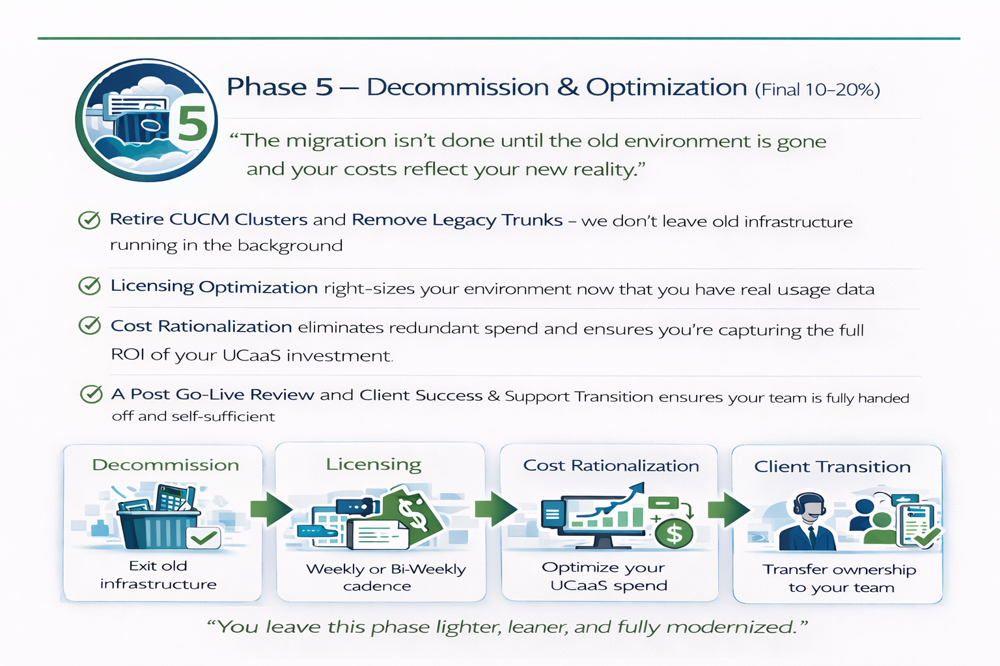 5
Phase 5 – Decommission & Optimization (Final 10–20%)
“The migration isn’t done until the old environment is gone
and your costs reflect your new reality.”
Retire CUCM Clusters and Remove Legacy Trunks – we don’t leave old infrastructure
running in the background
Licensing Optimization right-sizes your environment now that you have real usage data
Cost Rationalization eliminates redundant spend and ensures you’re capturing the full
ROI of your UCaaS investment.
A Post Go-Live Review and Client Success & Support Transition ensures your team is fully handed
off and self-sufficient
Decommission
Exit old
infrastructure
Licensing
$
Weekly or Bi-Weekly
cadence
Cost Rationalization
$
Optimize your
UCaaS spend
Client Transition
Transfer ownership
to your team
“You leave this phase lighter, leaner, and fully modernized.”